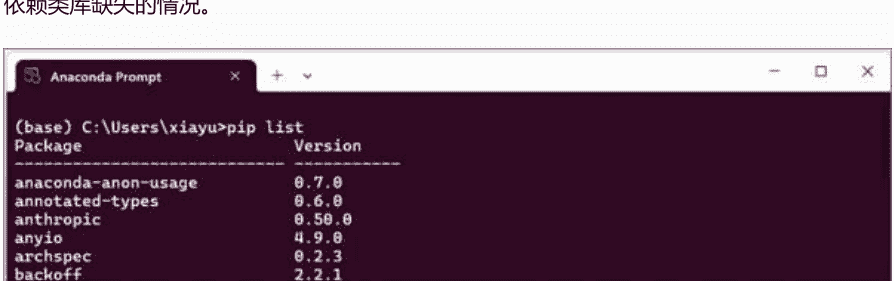 依赖类库缺失的情况。
Anaconda Prompt
(base) C:\Users\xiayu>pip list
Package Version
---------------------------- -----------
anaconda-anon-usage 0.7.0
annotated-types 0.6.0
anthropic 0.50.0
anyio 4.9.0
archspec 0.2.3
backoff 2.2.1